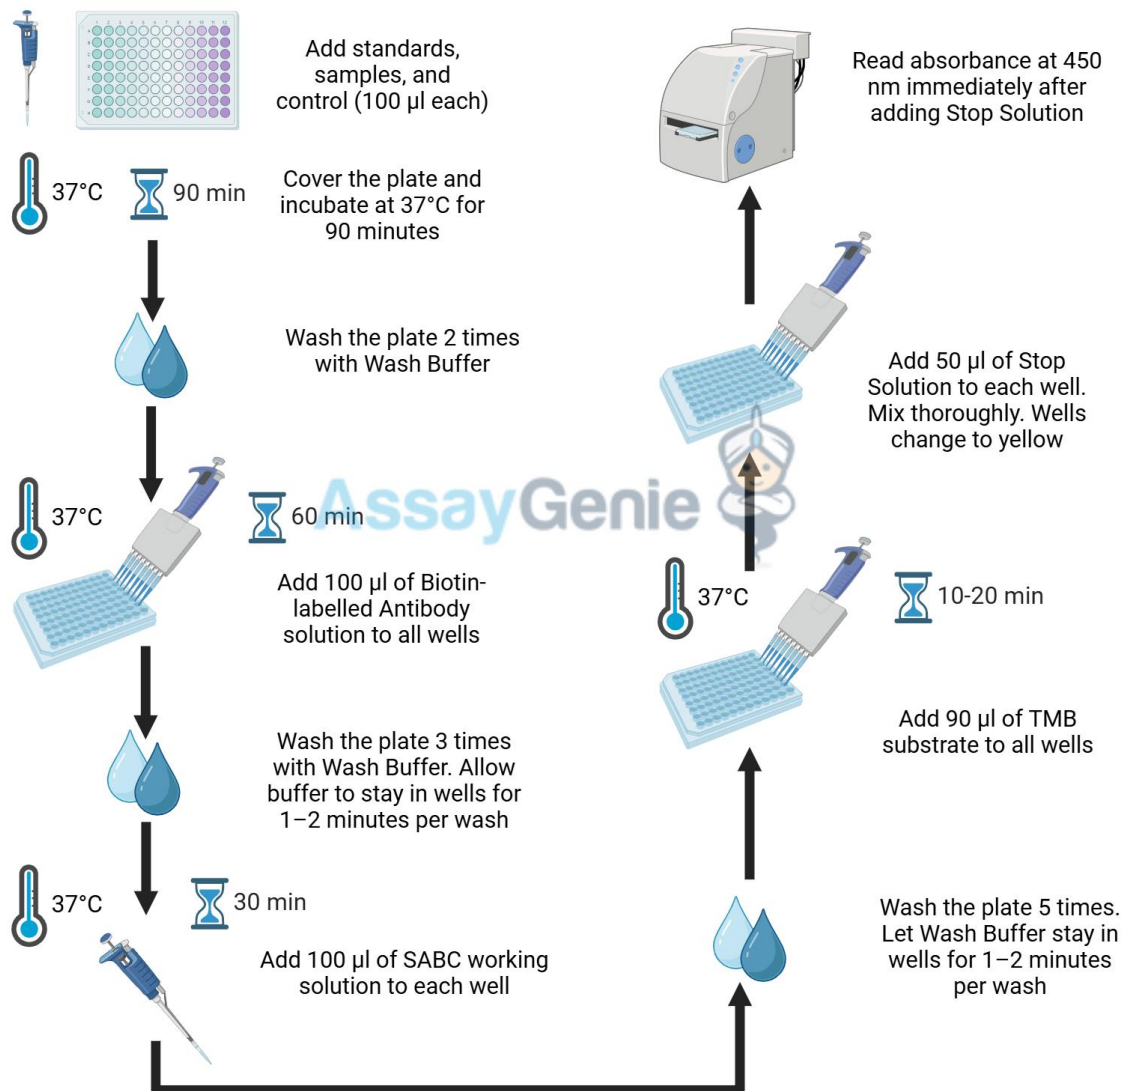 Add standards,
samples, and
control (100 µl each)
37°C
90 min
Cover the plate and
incubate at 37°C for
90 minutes
Wash the plate 2 times
with Wash Buffer
37°C
60 min
Add 100 µl of Biotin-
labelled Antibody
solution to all wells
Wash the plate 3 times
with Wash Buffer. Allow
buffer to stay in wells for
1–2 minutes per wash
37°C
30 min
Add 100 µl of SABC working
solution to each well
Wash the plate 5 times.
Let Wash Buffer stay in
wells for 1–2 minutes
per wash
37°C
10-20 min
Add 90 µl of TMB
substrate to all wells
Add 50 µl of Stop
Solution to each well.
Mix thoroughly. Wells
change to yellow
Read absorbance at 450
nm immediately after
adding Stop Solution
AssayGenie